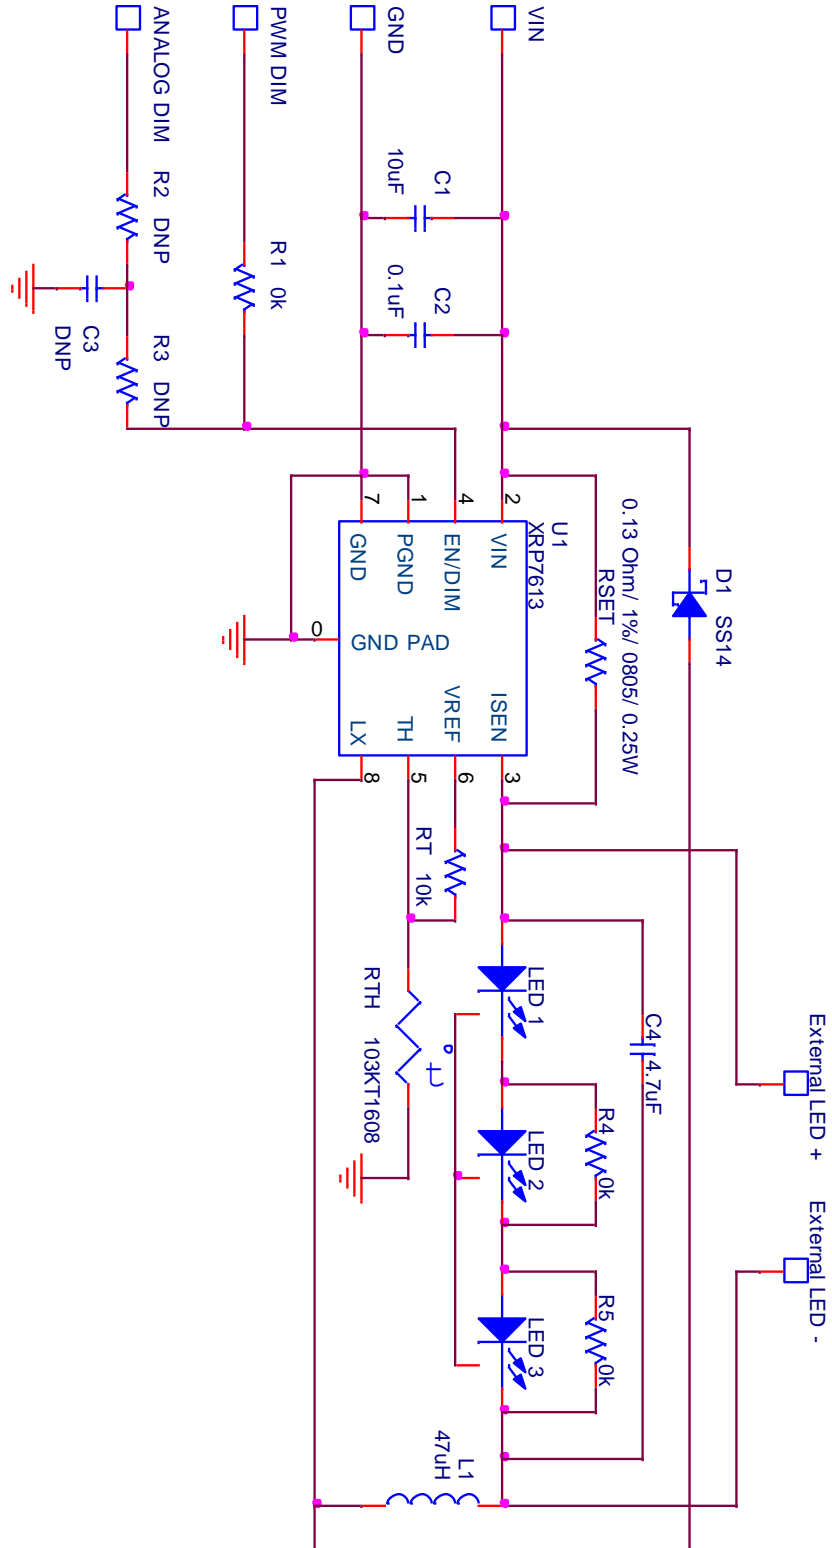 VIN
GND
PWM DIM
ANALOG DIM
C1
10uF
C2
0.1uF
R1 0k
R2 DNP
C3
DNP
R3 DNP
D1 SS14
0.13 Ohm/ 1%/ 0805/ 0.25W
RSET
U1
XRP7613
2
4
1
7
VIN
EN/DIM
PGND
GND
0
GND PAD
ISEN
VREF
TH
LX
3
6
5
8
RT 10k
RTH 103KT1608
t
LED 1
LED 2
LED 3
C4
4.7uF
R4
0k
R5
0k
L1
47uH
External LED +
External LED -